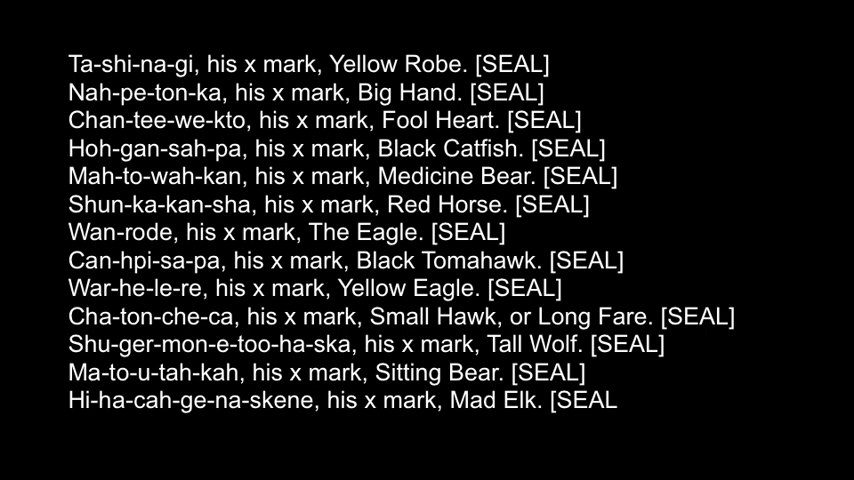 Ta-shi-na-gi, his x mark, Yellow Robe. [SEAL]
Nah-pe-ton-ka, his x mark, Big Hand. [SEAL]
Chan-tee-we-kto, his x mark, Fool Heart. [SEAL]
Hoh-gan-sah-pa, his x mark, Black Catfish. [SEAL]
Mah-to-wah-kan, his x mark, Medicine Bear. [SEAL]
Shun-ka-kan-sha, his x mark, Red Horse. [SEAL]
Wan-rode, his x mark, The Eagle. [SEAL]
Can-hpi-sa-pa, his x mark, Black Tomahawk. [SEAL]
War-he-le-re, his x mark, Yellow Eagle. [SEAL]
Cha-ton-che-ca, his x mark, Small Hawk, or Long Fare. [SEAL]
Shu-ger-mon-e-too-ha-ska, his x mark, Tall Wolf. [SEAL]
Ma-to-u-tah-kah, his x mark, Sitting Bear. [SEAL]
Hi-ha-cah-ge-na-skene, his x mark, Mad Elk. [SEAL